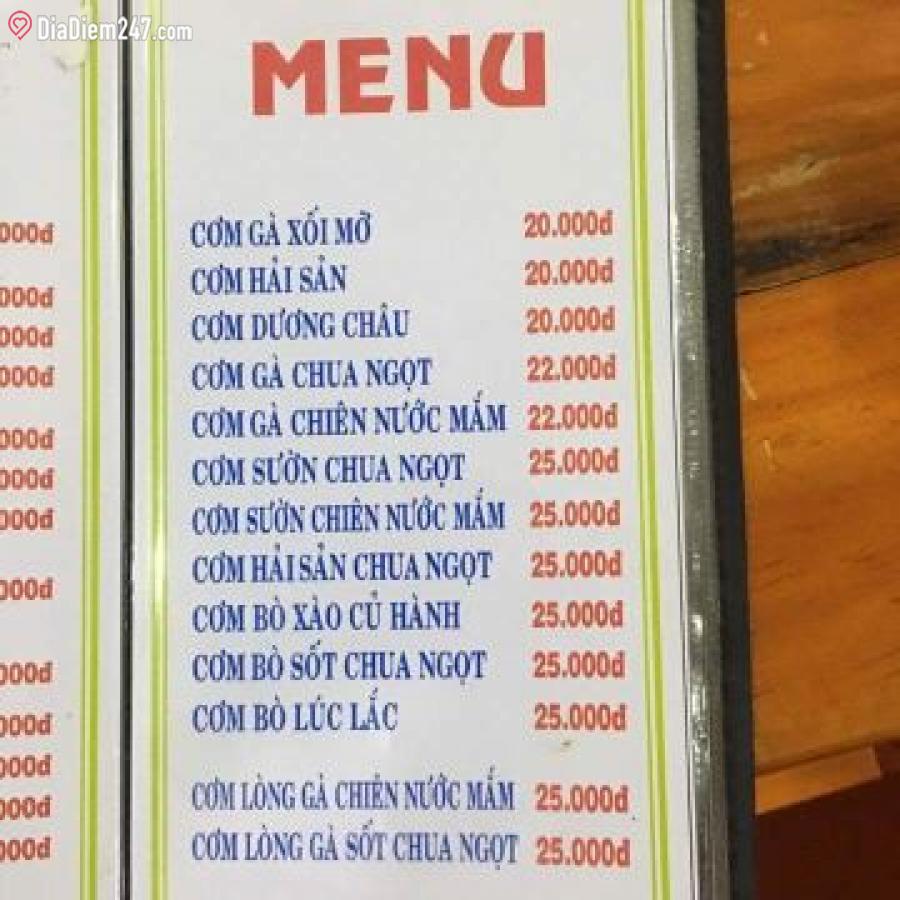 DiaDiem247.com
MENU
CƠM GÀ XỐI MỠ 20.000đ
CƠM HẢI SẢN 20.000đ
CƠM DƯƠNG CHÂU 20.000đ
CƠM GÀ CHUA NGỌT 22.000đ
CƠM GÀ CHIÊN NƯỚC MẮM 22.000đ
CƠM SƯỜN CHUA NGỌT 25.000đ
CƠM SƯỜN CHIÊN NƯỚC MẮM 25.000đ
CƠM HẢI SẢN CHUA NGỌT 25.000đ
CƠM BÒ XÀO CỦ HÀNH 25.000đ
CƠM BÒ SỐT CHUA NGỌT 25.000đ
CƠM BÒ LÚC LẮC 25.000đ
CƠM LÒNG GÀ CHIÊN NƯỚC MẮM 25.000đ
CƠM LÒNG GÀ SỐT CHUA NGỌT 25.000đ